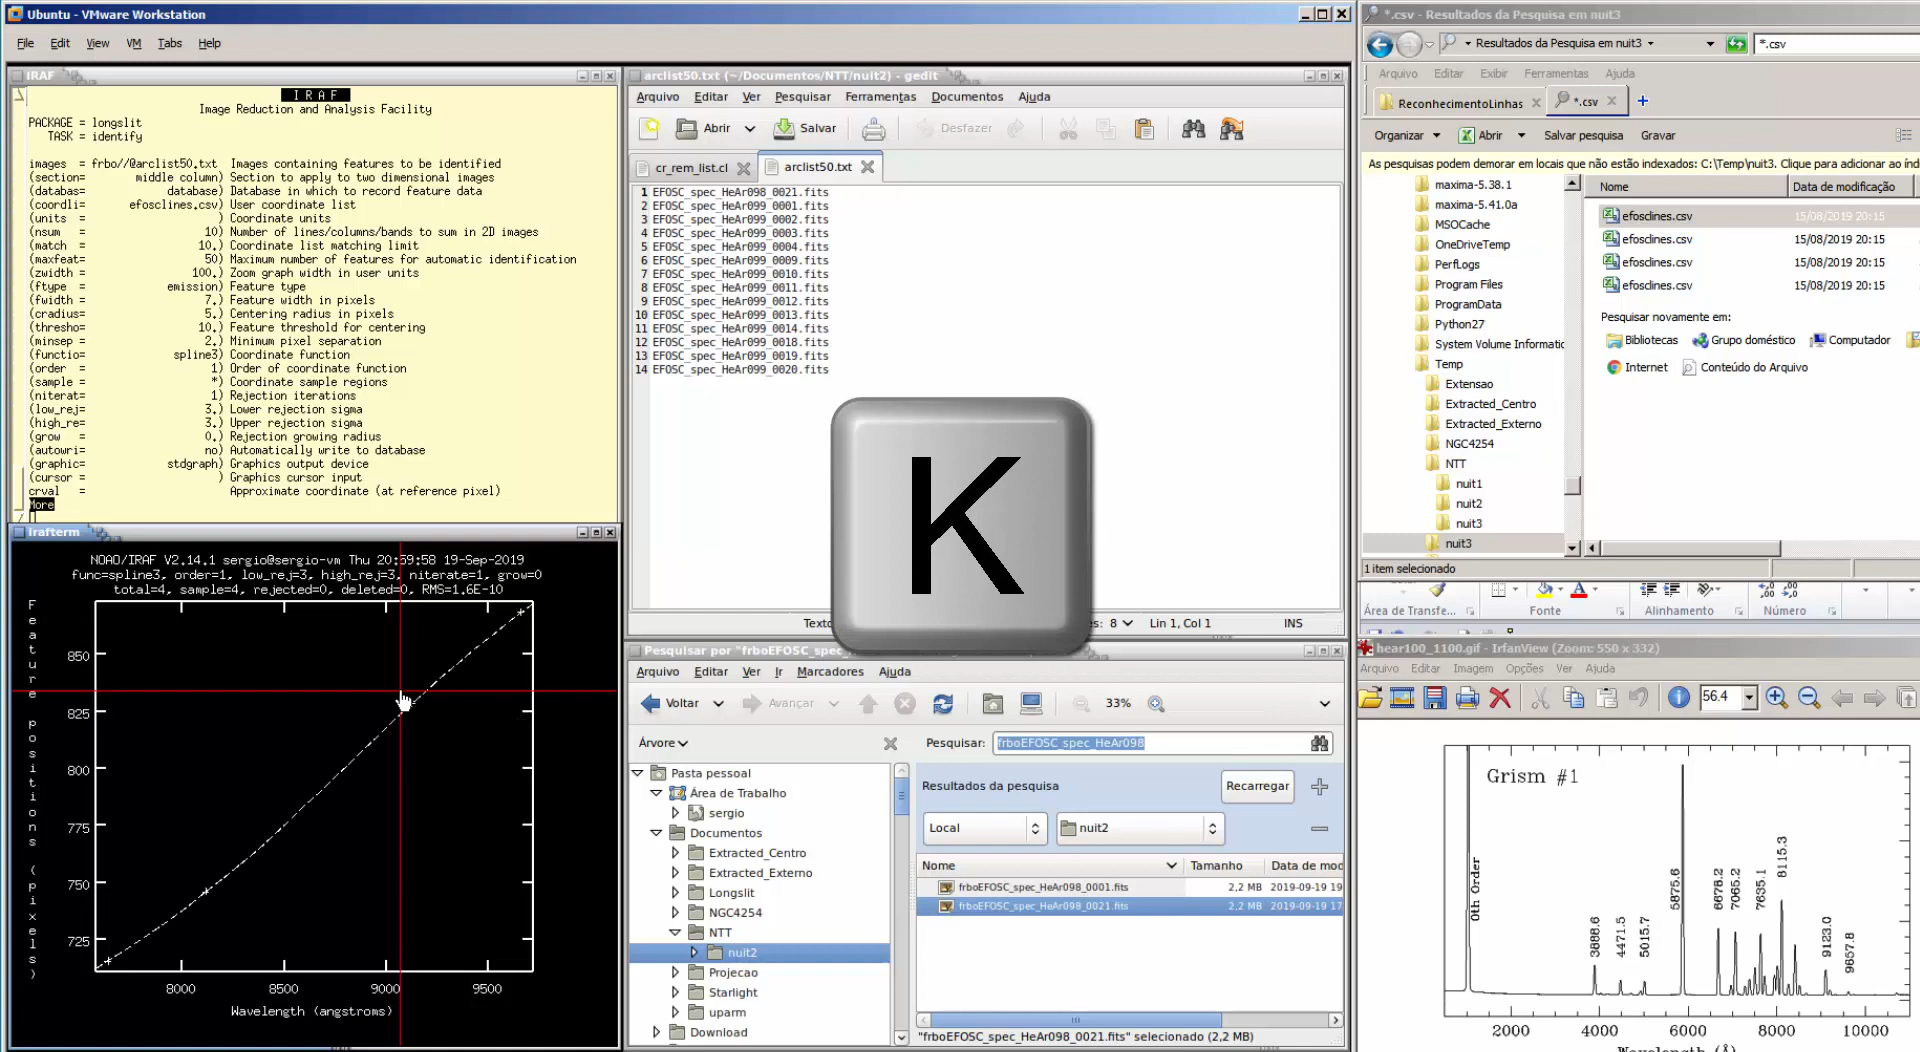 Ubuntu - VMware Workstation
File Edit View VM Tabs Help
IRAF
I R A F
Image Reduction and Analysis Facility
PACKAGE = longslit
TASK = identify
images = frbo//@arclist50.txt Images containing features to be identified
(section= middle column) Section to apply to two dimensional images
(databas= database) Database in which to record feature data
(coordli= efosclines.csv) User coordinate list
(units = ) Coordinate units
(nsum = 10) Number of lines/columns/bands to sum in 2D images
(match = 10.) Coordinate list matching limit
(maxfeat= 50) Maximum number of features for automatic identification
(zwidth = 100.) Zoom graph width in user units
(ftype = emission) Feature type
(fwidth = 7.) Feature width in pixels
(cradius= 5.) Centering radius in pixels
(thresho= 10.) Feature threshold for centering
(minsep = 2.) Minimum pixel separation
(functio= spline3) Coordinate function
(order = 1) Order of coordinate function
(sample = *) Coordinate sample regions
(niterat= 1) Rejection iterations
(low_rej= 3.) Lower rejection sigma
(high_re= 3.) Upper rejection sigma
(grow = 0.) Rejection growing radius
(autowri= no) Automatically write to database
(graphic= stdgraph) Graphics output device
(cursor = ) Graphics cursor input
crval = Approximate coordinate (at reference pixel)
More
irafterm
NOAO/IRAF V2.14.1 sergio@sergio-vm Thu 20:59:58 19-Sep-2019
func=spline3, order=1, low_rej=3, high_rej=3, niterate=1, grow=0
total=4, sample=4, rejected=0, deleted=0, RMS=1.6E-10
Feature positions (pixels)
850
825
800
775
750
725
8000 8500 9000 9500
Wavelength (angstroms)
arclist50.txt (~/Documentos/NTT/nuit2) - gedit
Arquivo Editar Ver Pesquisar Ferramentas Documentos Ajuda
Abrir Salvar Desfazer
cr_rem_list.cl arclist50.txt
1 EFOSC_spec_HeAr098_0021.fits
2 EFOSC_spec_HeAr099_0001.fits
3 EFOSC_spec_HeAr099_0002.fits
4 EFOSC_spec_HeAr099_0003.fits
5 EFOSC_spec_HeAr099_0004.fits
6 EFOSC_spec_HeAr099_0009.fits
7 EFOSC_spec_HeAr099_0010.fits
8 EFOSC_spec_HeAr099_0011.fits
9 EFOSC_spec_HeAr099_0012.fits
10 EFOSC_spec_HeAr099_0013.fits
11 EFOSC_spec_HeAr099_0014.fits
12 EFOSC_spec_HeAr099_0018.fits
13 EFOSC_spec_HeAr099_0019.fits
14 EFOSC_spec_HeAr099_0020.fits
K
Texto
es: 8 Lin 1, Col 1 INS
Pesquisar por "frboEFOSC_spec_
Arquivo Editar Ver Ir Marcadores Ajuda
Voltar Avançar 33%
Árvore Pesquisar: frboEFOSC_spec_HeAr098
Pasta pessoal
Área de Trabalho
sergio
Documentos
Extracted_Centro
Extracted_Externo
Longslit
NGC4254
NTT
nuit2
Projecao
Starlight
uparm
Download
Resultados da pesquisa Recarregar
Local nuit2
Nome Tamanho Data de mod
frboEFOSC_spec_HeAr098_0001.fits 2,2 MB 2019-09-19 19
frboEFOSC_spec_HeAr098_0021.fits 2,2 MB 2019-09-19 17
"frboEFOSC_spec_HeAr098_0021.fits" selecionado (2,2 MB)
*.csv - Resultados da Pesquisa em nuit3
Resultados da Pesquisa em nuit3 *.csv
Arquivo Editar Exibir Ferramentas Ajuda
ReconhecimentoLinhas *.csv
Organizar Abrir Salvar pesquisa Gravar
As pesquisas podem demorar em locais que não estão indexados: C:\Temp\nuit3. Clique para adicionar ao índi
maxima-5.38.1
maxima-5.41.0a
MSOCache
OneDriveTemp
PerfLogs
Program Files
ProgramData
Python27
System Volume Informatic
Temp
Extensao
Extracted_Centro
Extracted_Externo
NGC4254
NTT
nuit1
nuit2
nuit3
nuit3
Nome Data de modificação
efosclines.csv 15/08/2019 20:15
efosclines.csv 15/08/2019 20:15
efosclines.csv 15/08/2019 20:15
efosclines.csv 15/08/2019 20:15
Pesquisar novamente em:
Bibliotecas Grupo doméstico Computador
Internet Conteúdo do Arquivo
1 item selecionado
Área de Transfe... Fonte Alinhamento Número
hear100_1100.gif - IrfanView (Zoom: 550 x 332)
Arquivo Editar Imagem Opções Ver Ajuda
56.4
Grism #1
0th Order
3888.6
4471.5
5015.7
5875.6
6678.2
7065.2
7635.1
8115.3
9123.0
9657.8
2000 4000 6000 8000 10000
Wavelength (Å)